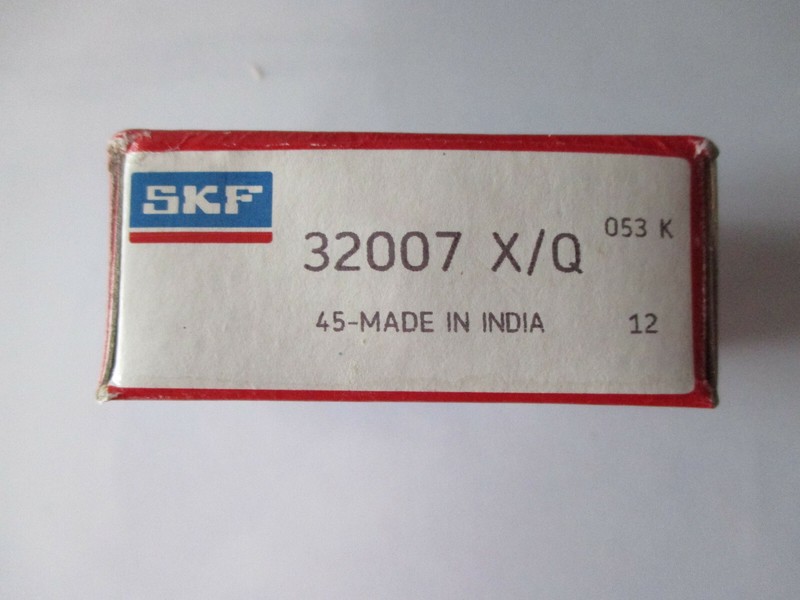 SKF
32007 X/Q
053 K
45-MADE IN INDIA
12